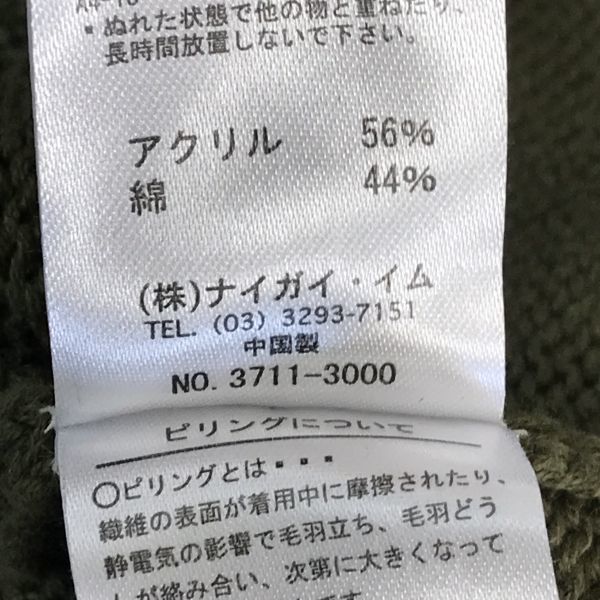 A4-10
・ぬれた状態で他の物と重ねたり、
長時間放置しないで下さい。
アクリル 56%
綿 44%
(株)ナイガイ・イム
TEL. (03) 3293-7151
中国製
NO. 3711-3000
ピリングについて
○ピリングとは・・・
繊維の表面が着用中に摩擦されたり、
静電気の影響で毛羽立ち、毛羽どう
しが絡み合い、次第に大きくなって